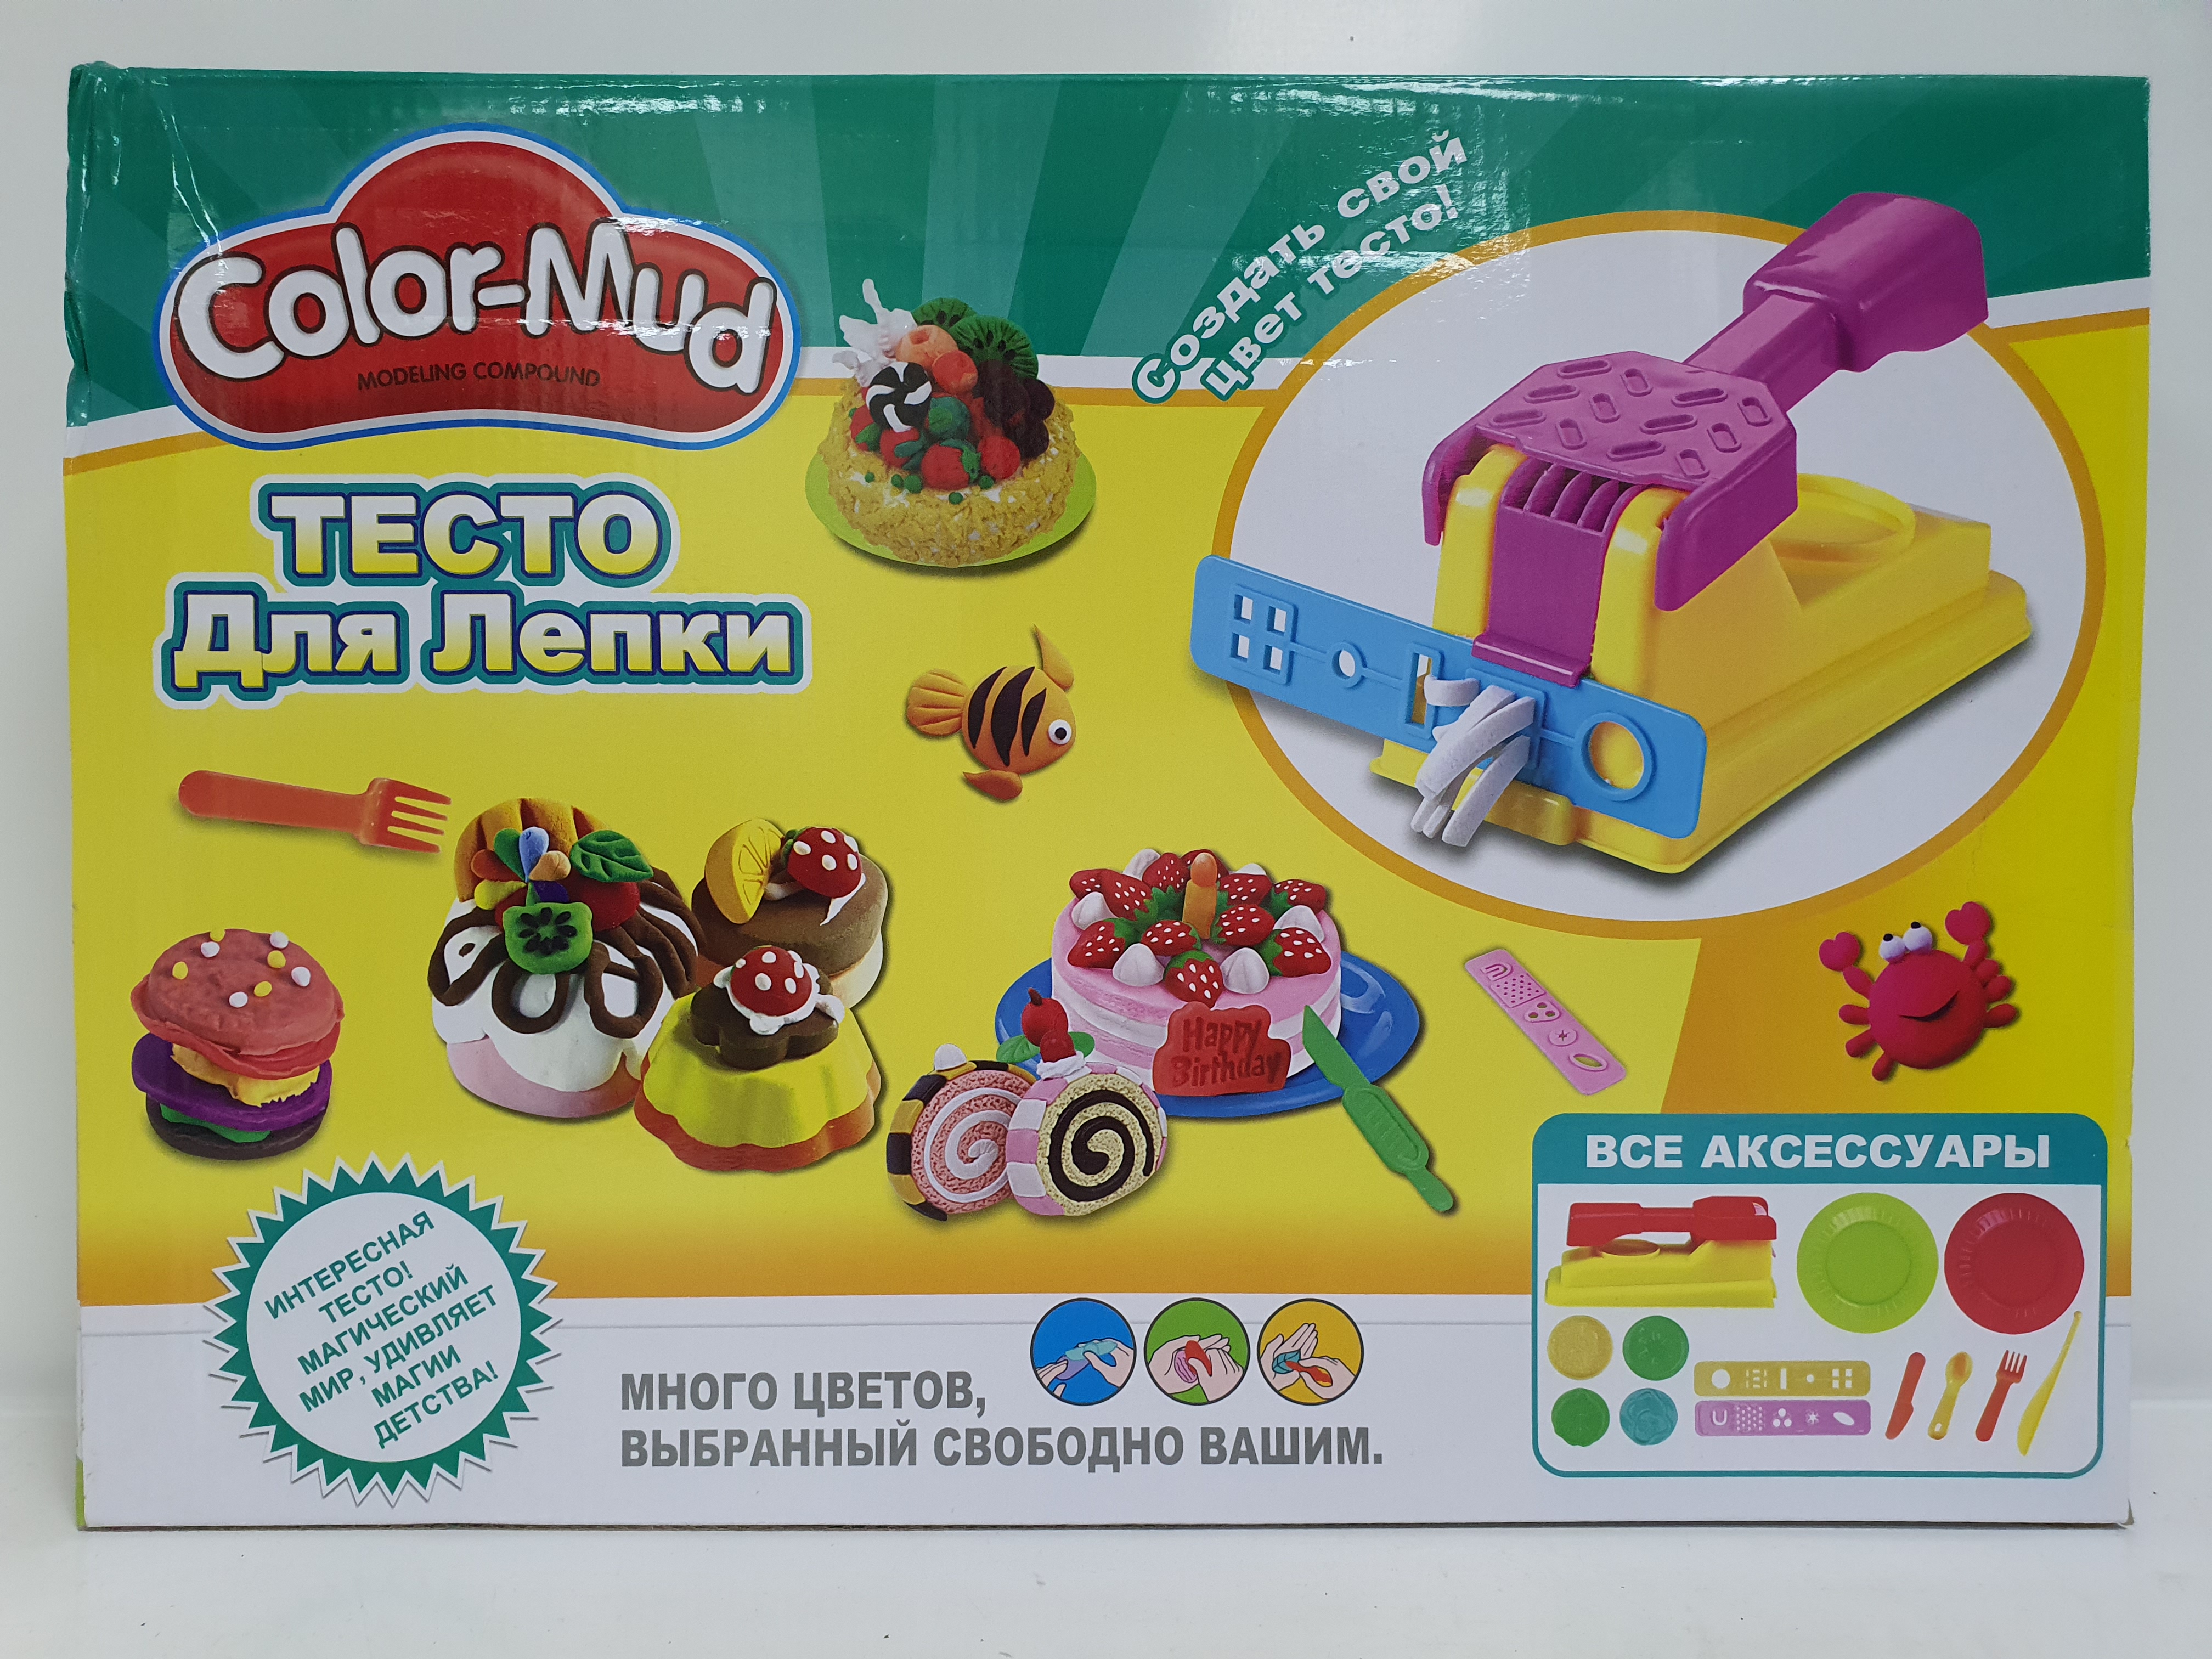 Color-Mud
MODELING COMPOUND
Создать свой
цвет тесто!
ТЕСТО
Для Лепки
Happy
Birthday
ВСЕ АКСЕССУАРЫ
ИНТЕРЕСНАЯ
ТЕСТО!
МАГИЧЕСКИЙ
МИР, УДИВЛЯЕТ
МАГИИ
ДЕТСТВА!
МНОГО ЦВЕТОВ,
ВЫБРАННЫЙ СВОБОДНО ВАШИМ.